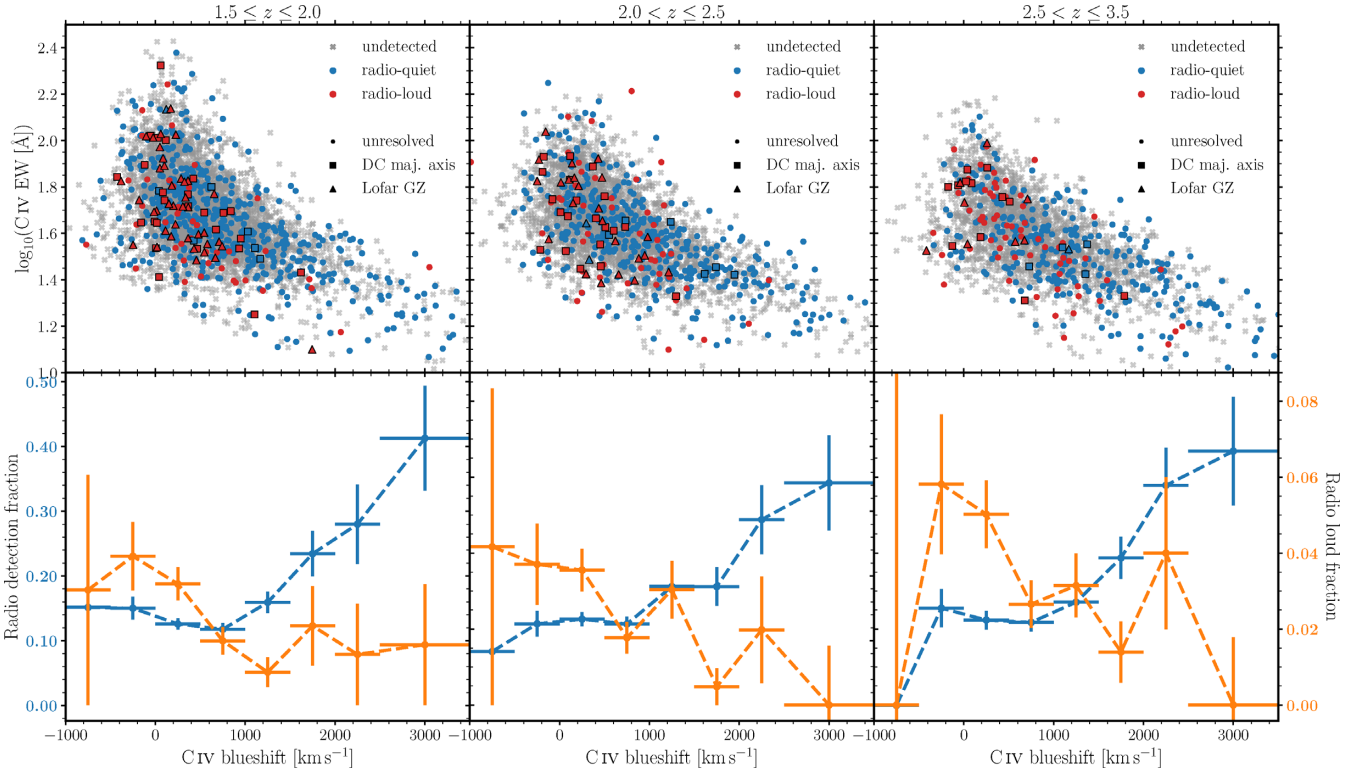 1.5 ≤ z ≤ 2.0
2.0 < z ≤ 2.5
2.5 < z ≤ 3.5
log₁₀(C IV EW [Å])
2.4
2.2
2.0
1.8
1.6
1.4
1.2
1.0
undetected
radio-quiet
radio-loud
unresolved
DC maj. axis
Lofar GZ
undetected
radio-quiet
radio-loud
unresolved
DC maj. axis
Lofar GZ
undetected
radio-quiet
radio-loud
unresolved
DC maj. axis
Lofar GZ
Radio detection fraction
0.50
0.40
0.30
0.20
0.10
0.00
0.08
0.06
0.04
0.02
0.00
Radio loud fraction
−1000 0 1000 2000 3000 −1000 0 1000 2000 3000 −1000 0 1000 2000 3000
C IV blueshift [km s⁻¹] C IV blueshift [km s⁻¹] C IV blueshift [km s⁻¹]